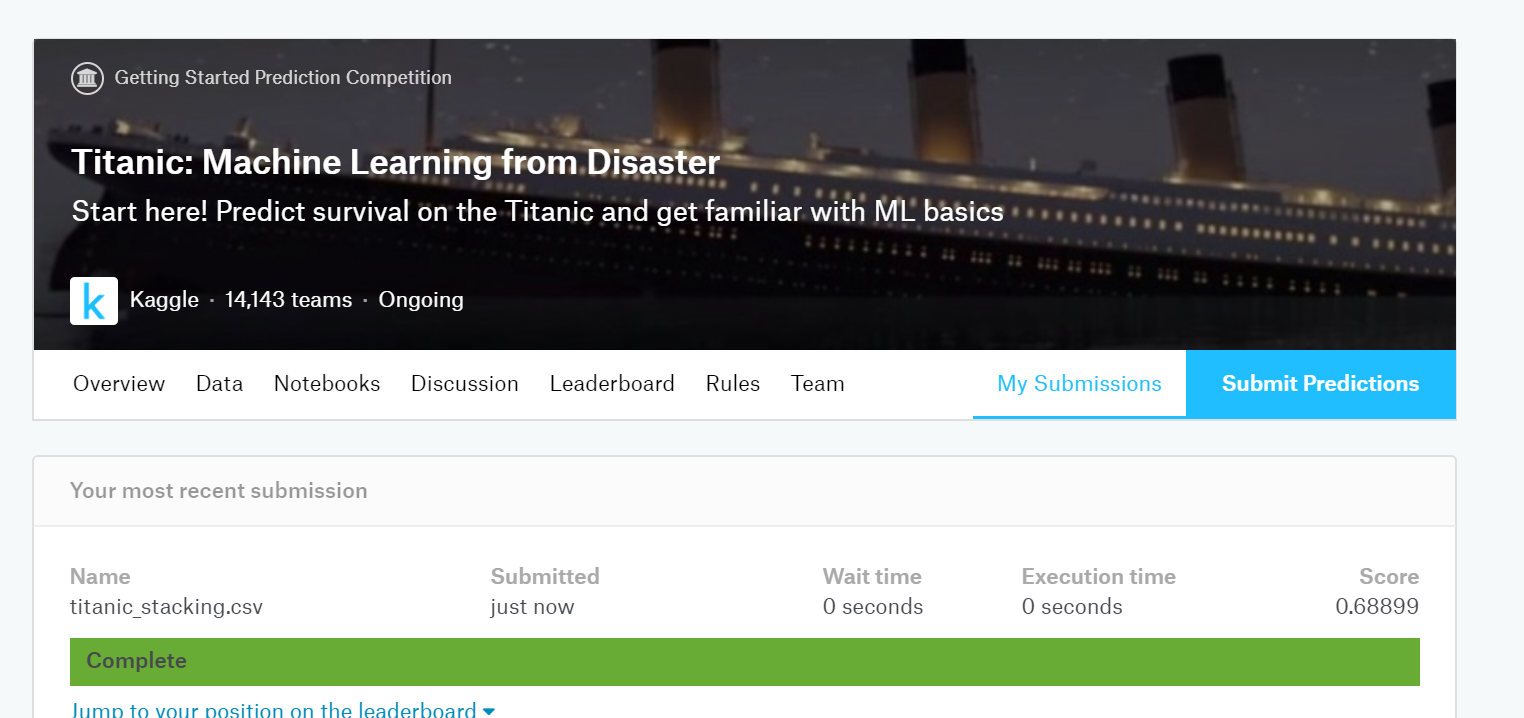 Getting Started Prediction Competition
Titanic: Machine Learning from Disaster
Start here! Predict survival on the Titanic and get familiar with ML basics
k Kaggle · 14,143 teams · Ongoing
Overview Data Notebooks Discussion Leaderboard Rules Team My Submissions Submit Predictions
Your most recent submission
Name Submitted Wait time Execution time Score
titanic_stacking.csv just now 0 seconds 0 seconds 0.68899
Complete
Jump to your position on the leaderboard